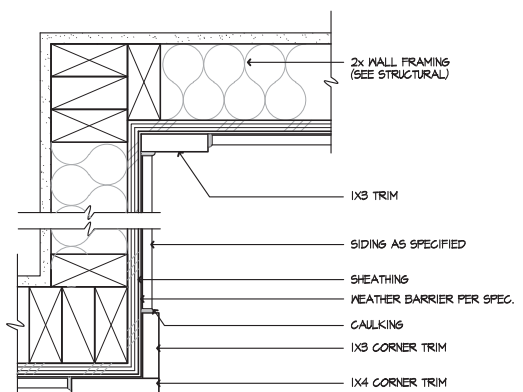 2x WALL FRAMING
(SEE STRUCTURAL)
1X3 TRIM
SIDING AS SPECIFIED
SHEATHING
WEATHER BARRIER PER SPEC.
CAULKING
1X3 CORNER TRIM
1X4 CORNER TRIM